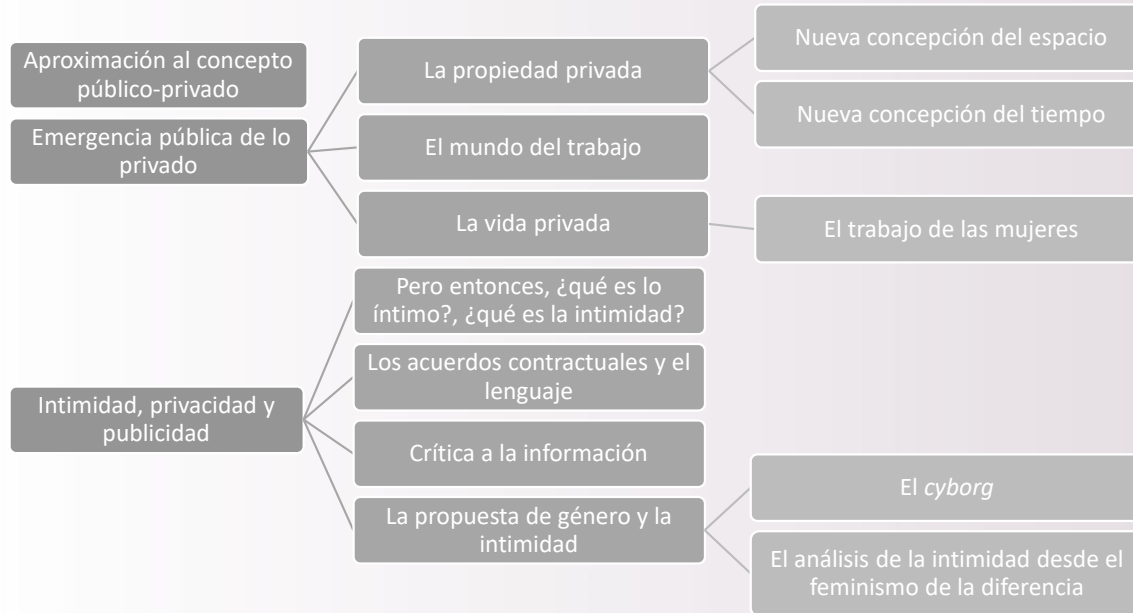 Aproximación al concepto
público-privado
Emergencia pública de lo
privado
La propiedad privada
Nueva concepción del espacio
Nueva concepción del tiempo
El mundo del trabajo
La vida privada
El trabajo de las mujeres
Intimidad, privacidad y
publicidad
Pero entonces, ¿qué es lo
íntimo?, ¿qué es la intimidad?
Los acuerdos contractuales y el
lenguaje
Crítica a la información
La propuesta de género y la
intimidad
El cyborg
El análisis de la intimidad desde el
feminismo de la diferencia